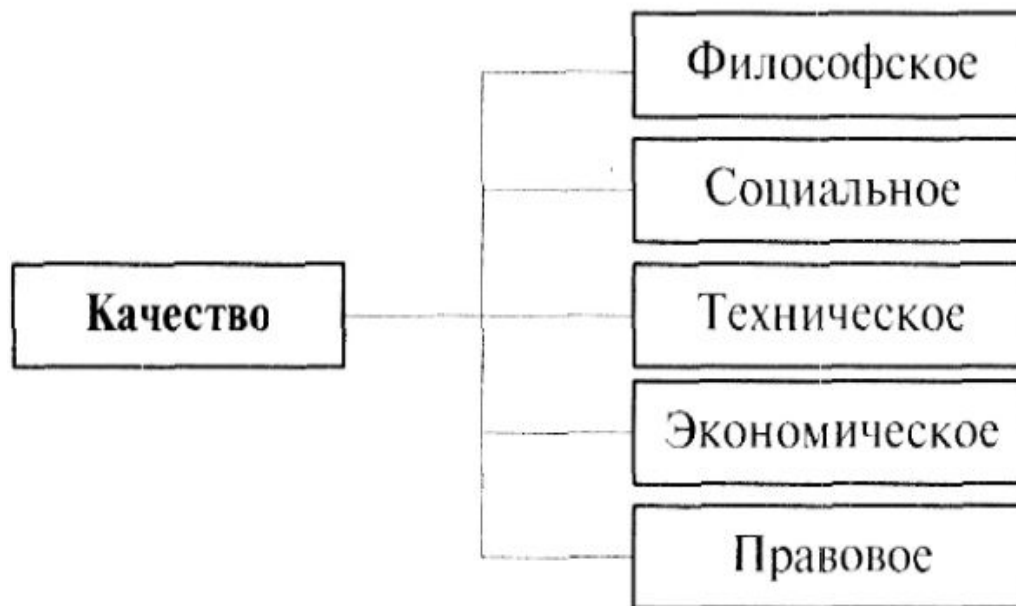 Философское
Социальное
Качество
Техническое
Экономическое
Правовое